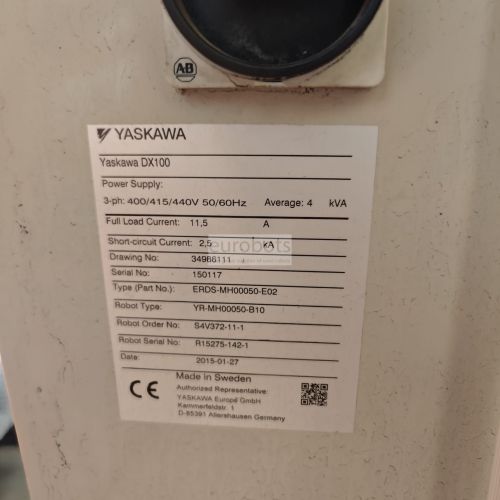 AB
YASKAWA
Yaskawa DX100
Power Supply:
3-ph: 400/415/440V 50/60Hz Average: 4 kVA
Full Load Current: 11,5 A
Short-circuit Current: 2,5 kA
eurobots
Drawing No: 34988111
Serial No: 150117
Type (Part No.): ERDS-MH00050-E02
Robot Type: YR-MH00050-B10
Robot Order No: S4V372-11-1
Robot Serial No: R15275-142-1
Date: 2015-01-27
Made in Sweden
CE
Authorized Representative:
YASKAWA Europe GmbH
Kammerfeldstr. 1
D-85391 Allershausen Germany